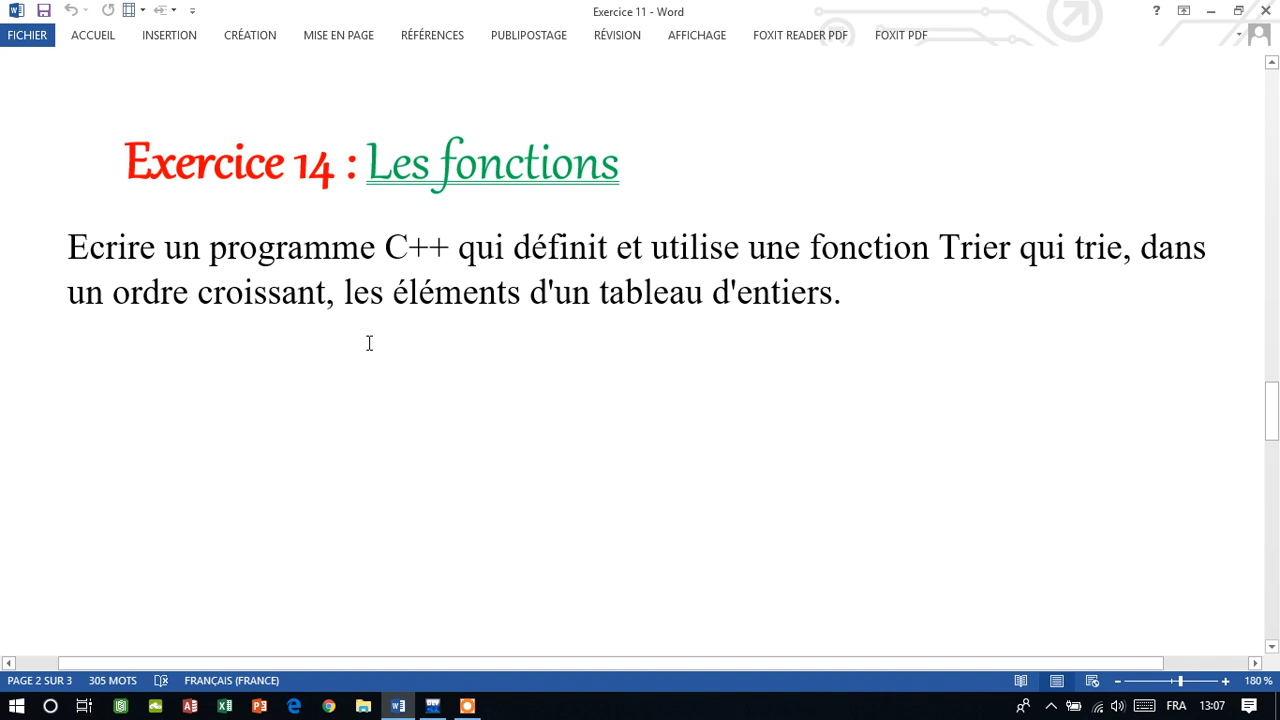 Exercice 11 - Word
?
FICHIER ACCUEIL INSERTION CRÉATION MISE EN PAGE RÉFÉRENCES PUBLIPOSTAGE RÉVISION AFFICHAGE FOXIT READER PDF FOXIT PDF
Exercice 14 : Les fonctions
Ecrire un programme C++ qui définit et utilise une fonction Trier qui trie, dans
un ordre croissant, les éléments d'un tableau d'entiers.
PAGE 2 SUR 3 305 MOTS FRANÇAIS (FRANCE) 180 %
DEV FRA 13:07